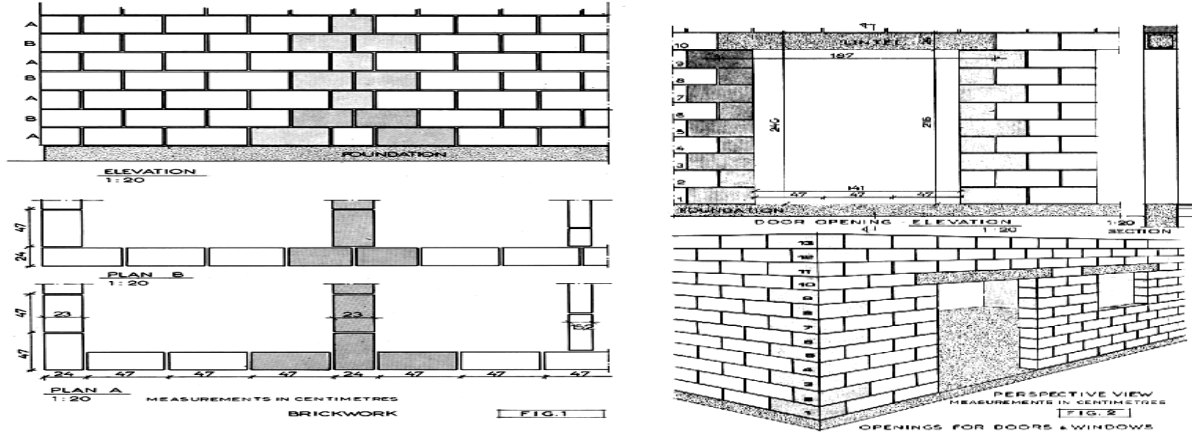 A
B
A
B
A
B
A
FOUNDATION
ELEVATION
1:20
47
24
PLAN B
1:20
47
47
23
23
24 47 47 47 24 47 47 47
PLAN A
1:20
MEASUREMENTS IN CENTIMETRES
BRICKWORK
FIG.1
10
9
8
7
6
5
4
3
2
1
LINTEL
187
240
216
141
47 47 47
FOUNDATION
DOOR OPENING - ELEVATION
1:20
1:20
SECTION
13
12
11
10
9
8
7
6
5
4
3
2
1
PERSPECTIVE VIEW
MEASUREMENTS IN CENTIMETRES
FIG. 2
OPENINGS FOR DOORS & WINDOWS